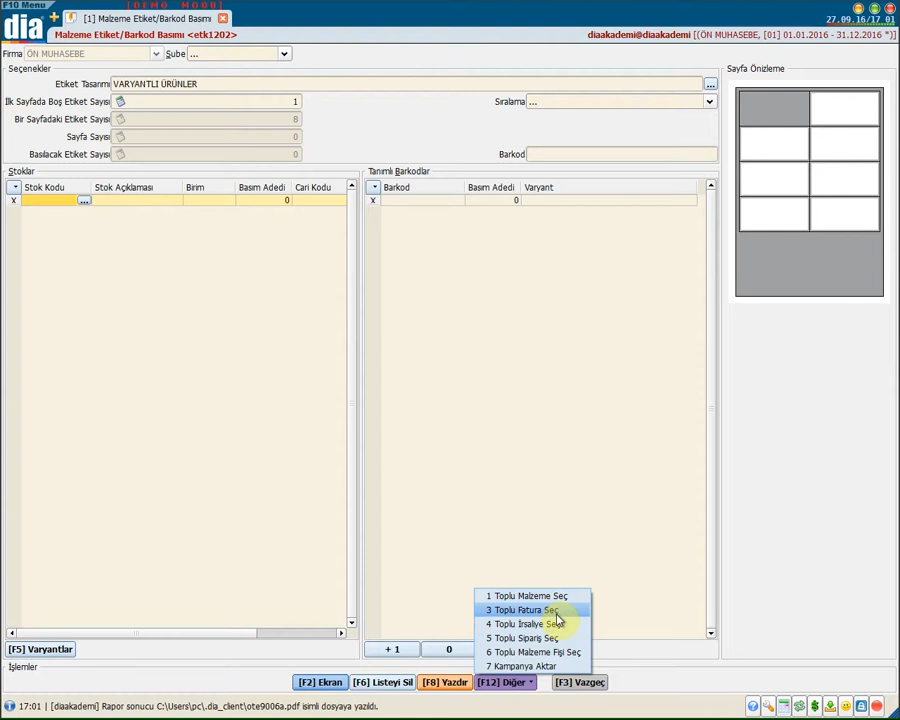 F10 Menu
[DEMO MODU]
dia
[1] Malzeme Etiket/Barkod Basımı
27.09.16/17 01
Malzeme Etiket/Barkod Basımı <etk1202>
diaakademi@diaakademi [(ÖN MUHASEBE, [01] 01.01.2016 - 31.12.2016 *)]
Firma ÖN MUHASEBE Şube ...
Seçenekler
Sayfa Önizleme
Etiket Tasarımı VARYANTLI ÜRÜNLER ...
İlk Sayfada Boş Etiket Sayısı 1
Sıralama ...
Bir Sayfadaki Etiket Sayısı 8
Sayfa Sayısı 0
Basılacak Etiket Sayısı 0
Barkod
Stoklar
Tanımlı Barkodlar
Stok Kodu Stok Açıklaması Birim Basım Adedi Cari Kodu
Barkod Basım Adedi Varyant
X ... 0
X 0
1 Toplu Malzeme Seç
3 Toplu Fatura Seç
4 Toplu İrsaliye Seç
5 Toplu Sipariş Seç
6 Toplu Malzeme Fişi Seç
7 Kampanya Aktar
[F5] Varyantlar
+ 1 0
İşlemler
[F2] Ekran [F6] Listeyi Sil [F8] Yazdır [F12] Diğer [F3] Vazgeç
17:01 [diaakademi] Rapor sonucu C:\Users\pc\.dia_client\ote9006a.pdf isimli dosyaya yazıldı.